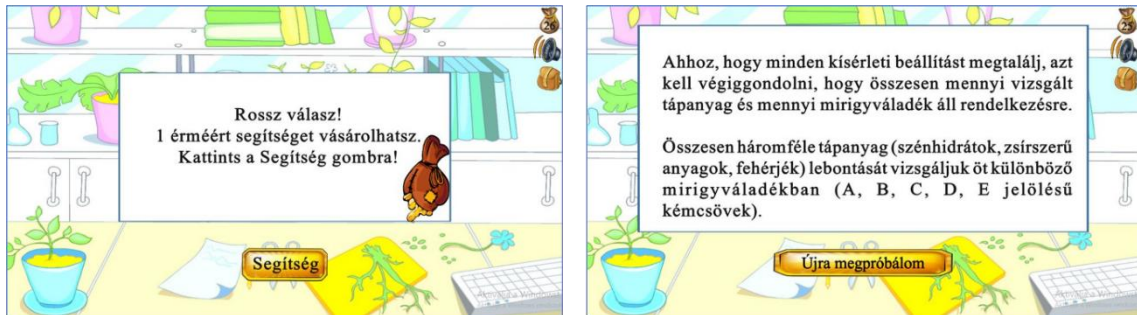 26
Rossz válasz!
1 érméért segítséget vásárolhatsz.
Kattints a Segítség gombra!
Segítség
25
Ahhoz, hogy minden kísérleti beállítást megtalálj, azt
kell végiggondolni, hogy összesen mennyi vizsgált
tápanyag és mennyi mirigyváladék áll rendelkezésre.
Összesen háromféle tápanyag (szénhidrátok, zsírszerű
anyagok, fehérjék) lebontását vizsgáljuk öt különböző
mirigyváladékban (A, B, C, D, E jelölésű
kémcsövek).
Újra megpróbálom